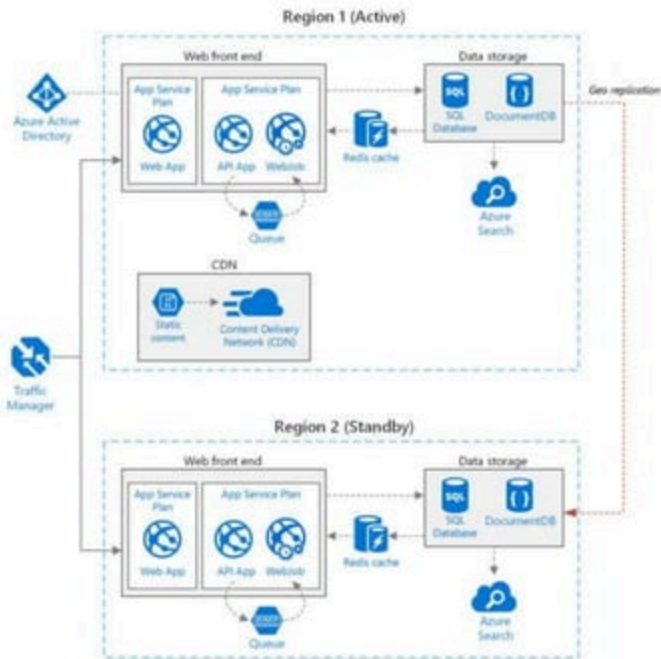 Region 1 (Active)
Web front end
Data storage
App Service
Plan
App Service Plan
SQL
SQL
Database
DocumentDB
Geo replication
Azure Active
Directory
Web App
API App
WebJob
Redis cache
Queue
Azure
Search
CDN
Static
content
Content Delivery
Network (CDN)
Traffic
Manager
Region 2 (Standby)
Web front end
Data storage
App Service
Plan
App Service Plan
SQL
SQL
Database
DocumentDB
Web App
API App
WebJob
Redis cache
Queue
Azure
Search